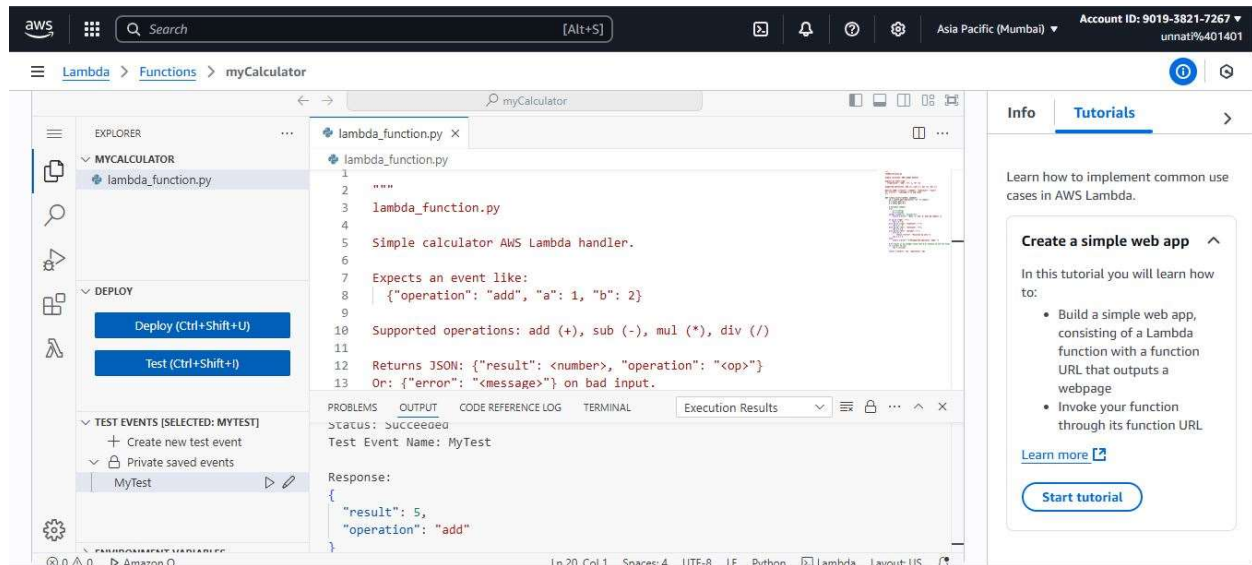 aws
Search [Alt+S]
Asia Pacific (Mumbai)
Account ID: 9019-3821-7267
unnati%401401
Lambda > Functions > myCalculator
myCalculator
EXPLORER
MYCALCULATOR
lambda_function.py
DEPLOY
Deploy (Ctrl+Shift+U)
Test (Ctrl+Shift+I)
TEST EVENTS [SELECTED: MYTEST]
Create new test event
Private saved events
MyTest
ENVIRONMENT VARIABLES
lambda_function.py
lambda_function.py
1
2 """
3 lambda_function.py
4
5 Simple calculator AWS Lambda handler.
6
7 Expects an event like:
8 {"operation": "add", "a": 1, "b": 2}
9
10 Supported operations: add (+), sub (-), mul (*), div (/)
11
12 Returns JSON: {"result": <number>, "operation": "<op>"}
13 Or: {"error": "<message>"} on bad input.
PROBLEMS OUTPUT CODE REFERENCE LOG TERMINAL Execution Results
Status: Succeeded
Test Event Name: MyTest
Response:
{
"result": 5,
"operation": "add"
}
0 0 Amazon Q Ln 20, Col 1 Spaces: 4 UTF-8 LF Python Lambda Layout: US
Info Tutorials
Learn how to implement common use
cases in AWS Lambda.
Create a simple web app
In this tutorial you will learn how
to:
• Build a simple web app,
consisting of a Lambda
function with a function
URL that outputs a
webpage
• Invoke your function
through its function URL
Learn more
Start tutorial